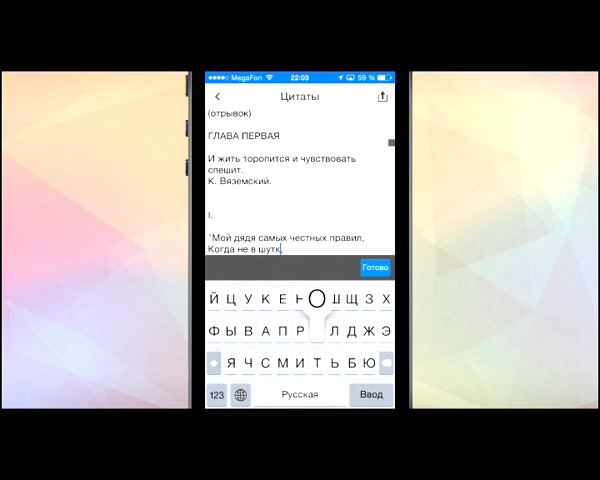 MegaFon 22:03 59 %
Цитаты
(отрывок)
ГЛАВА ПЕРВАЯ
И жить торопится и чувствовать
спешит.
К. Вяземский.
I.
"Мой дядя самых честных правил,
Когда не в шутк
Готово
Й Ц У К Е Н О Ш Щ З Х
Ф Ы В А П Р Л Д Ж Э
Я Ч С М И Т Ь Б Ю
123 Русская Ввод